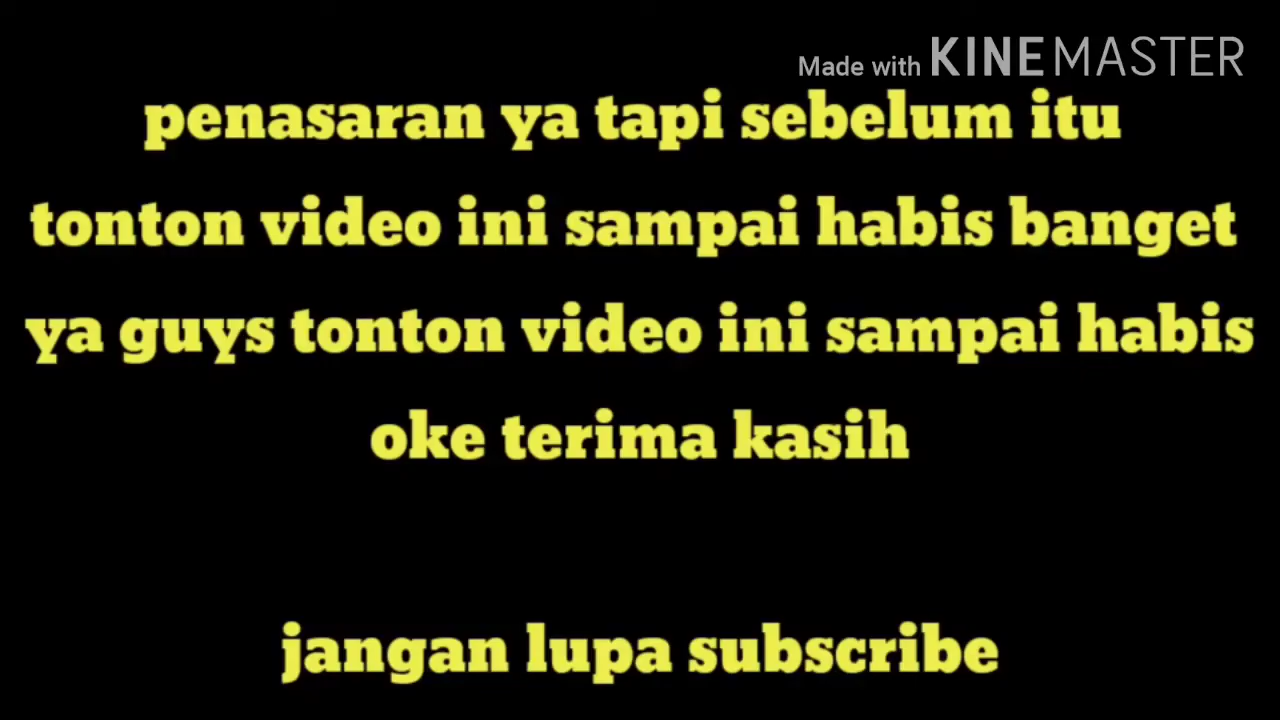 Made with KINEMASTER
penasaran ya tapi sebelum itu
tonton video ini sampai habis banget
ya guys tonton video ini sampai habis
oke terima kasih
jangan lupa subscribe